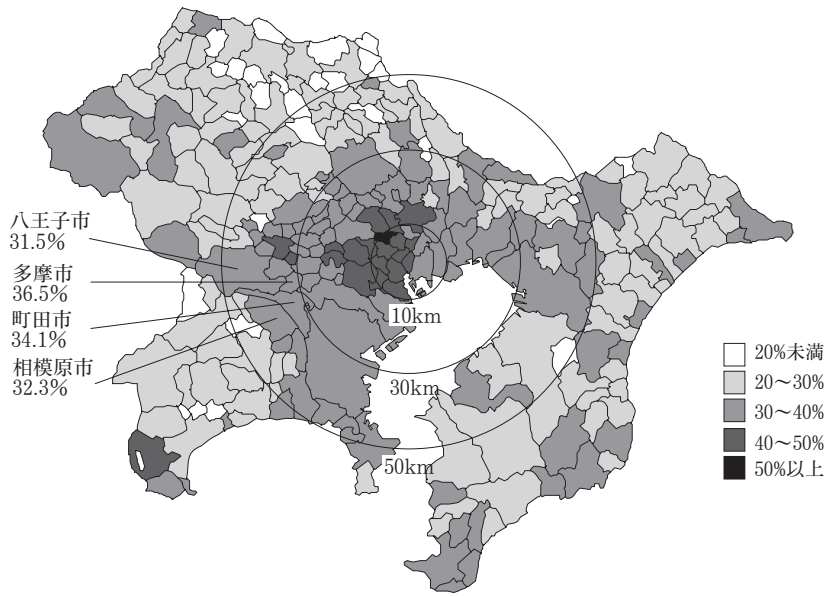 八王子市
31.5%
多摩市
36.5%
町田市
34.1%
相模原市
32.3%
10km
30km
50km
20%未満
20〜30%
30〜40%
40〜50%
50%以上